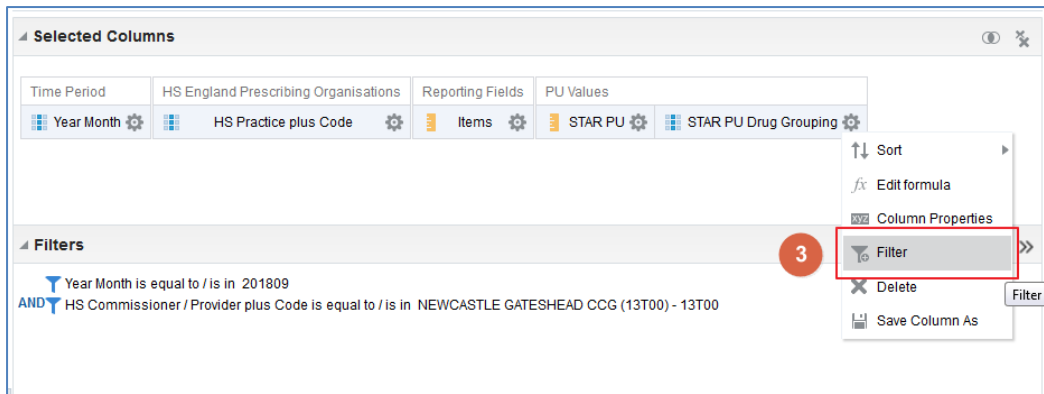 Selected Columns
Time Period HS England Prescribing Organisations Reporting Fields PU Values
Year Month HS Practice plus Code Items STAR PU STAR PU Drug Grouping
Sort
fx Edit formula
xyz Column Properties
Filters
3 Filter
Year Month is equal to / is in 201809
Delete
Filter
AND HS Commissioner / Provider plus Code is equal to / is in NEWCASTLE GATESHEAD CCG (13T00) - 13T00
Save Column As